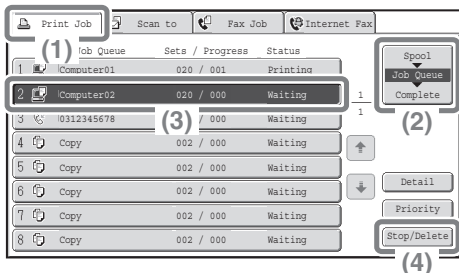 Print Job Scan to Fax Job Internet Fax
(1) Job Queue Sets / Progress Status
1 Computer01 020 / 001 Printing
2 Computer02 020 / 000 Waiting
3 0312345678 (3) 002 / 000 Waiting
4 Copy 002 / 000 Waiting
5 Copy 002 / 000 Waiting
6 Copy 002 / 000 Waiting
7 Copy 002 / 000 Waiting
8 Copy 002 / 000 Waiting
1
1
Spool
Job Queue
Complete
(2)
Detail
Priority
Stop/Delete
(4)